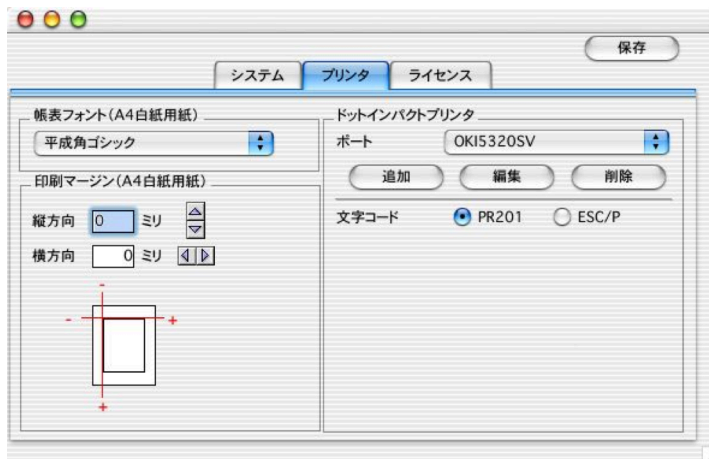 保存
システム プリンタ ライセンス
帳表フォント(A4白紙用紙)
平成角ゴシック
印刷マージン(A4白紙用紙)
縦方向 0 ミリ
横方向 0 ミリ
-
- +
+
ドットインパクトプリンタ
ポート OKI5320SV
追加 編集 削除
文字コード PR201 ESC/P